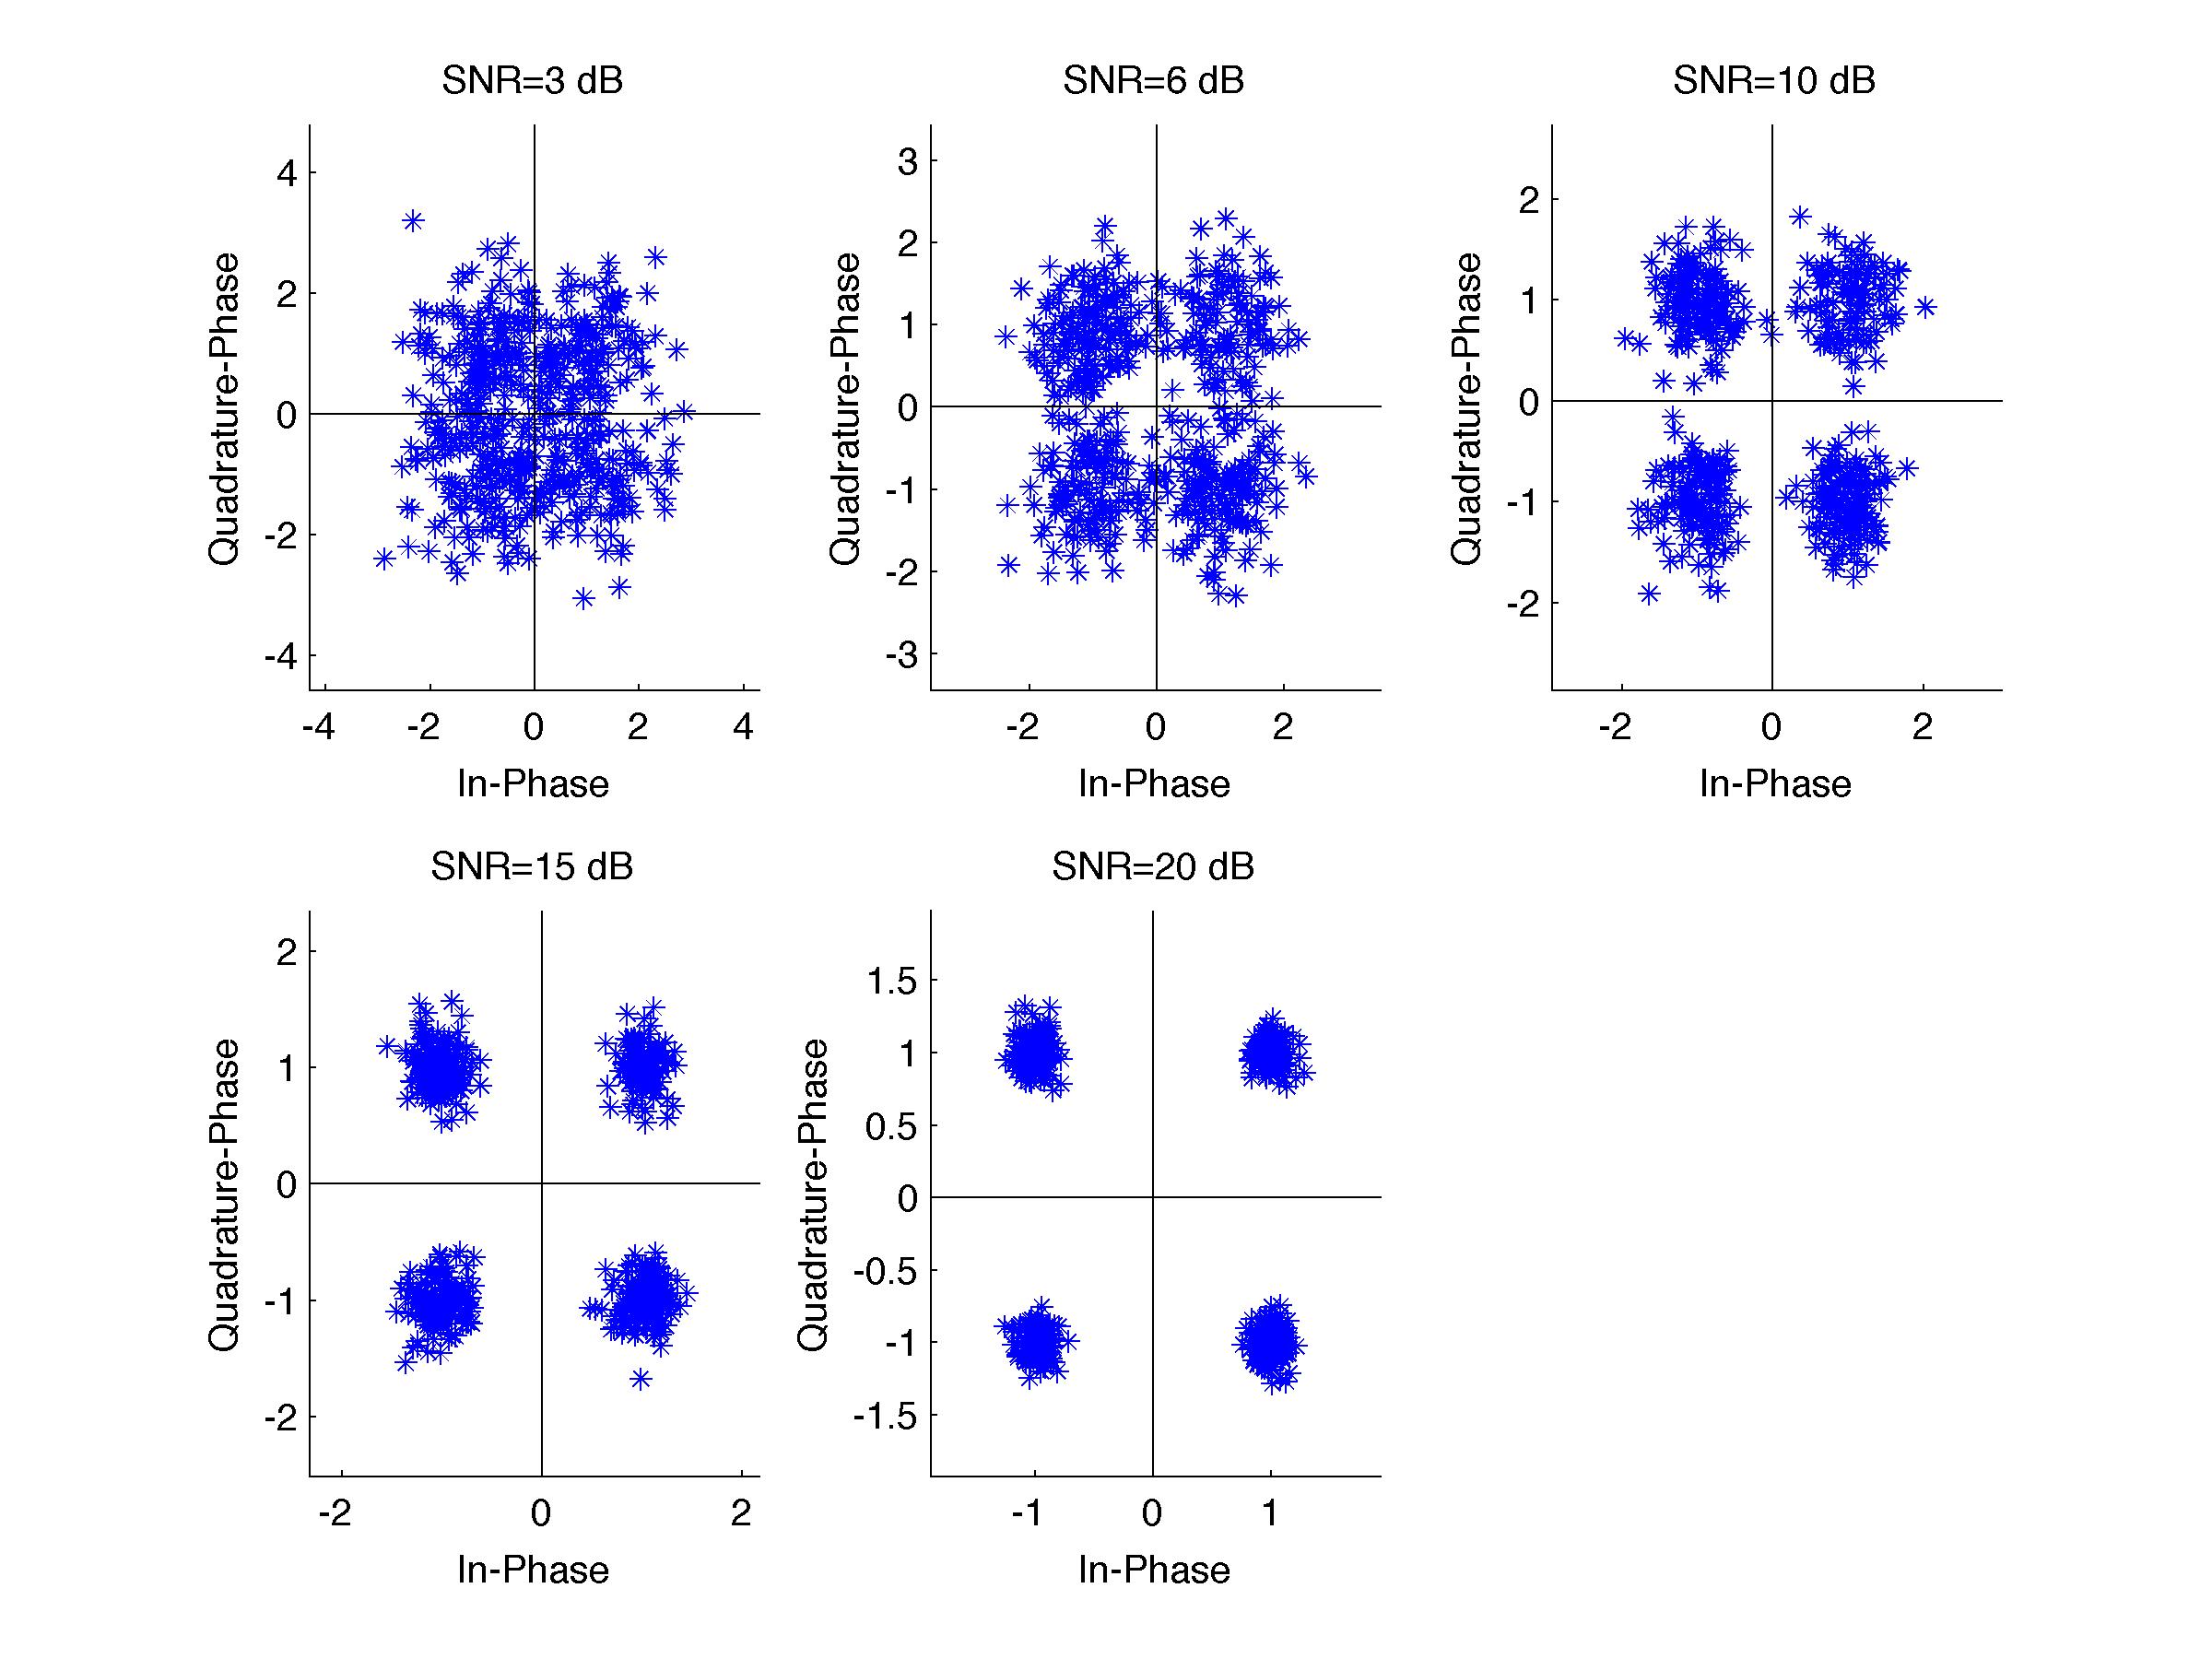 SNR=3 dB
Quadrature-Phase
4
2
0
-2
-4
-4 -2 0 2 4
In-Phase
SNR=6 dB
Quadrature-Phase
3
2
1
0
-1
-2
-3
-2 0 2
In-Phase
SNR=10 dB
Quadrature-Phase
2
1
0
-1
-2
-2 0 2
In-Phase
SNR=15 dB
Quadrature-Phase
2
1
0
-1
-2
-2 0 2
In-Phase
SNR=20 dB
Quadrature-Phase
1.5
1
0.5
0
-0.5
-1
-1.5
-1 0 1
In-Phase